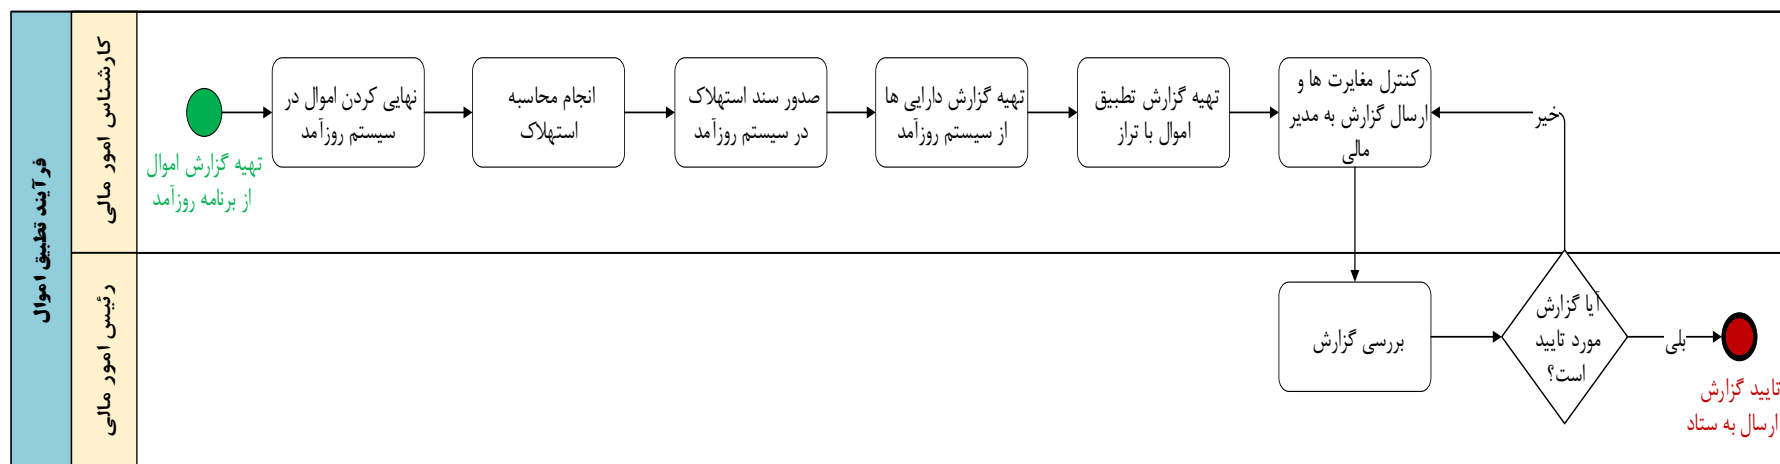 فرآیند تطبیق اموال
کارشناس امور مالی
رئیس امور مالی
تهیه گزارش اموال
از برنامه روزآمد
نهایی کردن اموال در
سیستم روزآمد
انجام محاسبه
استهلاک
صدور سند استهلاک
در سیستم روزآمد
تهیه گزارش دارایی ها
از سیستم روزآمد
تهیه گزارش تطبیق
اموال با تراز
کنترل مغایرت ها و
ارسال گزارش به مدیر
مالی
خیر
بررسی گزارش
آیا گزارش
مورد تایید
است؟
بلی
تایید گزارش
ارسال به ستاد